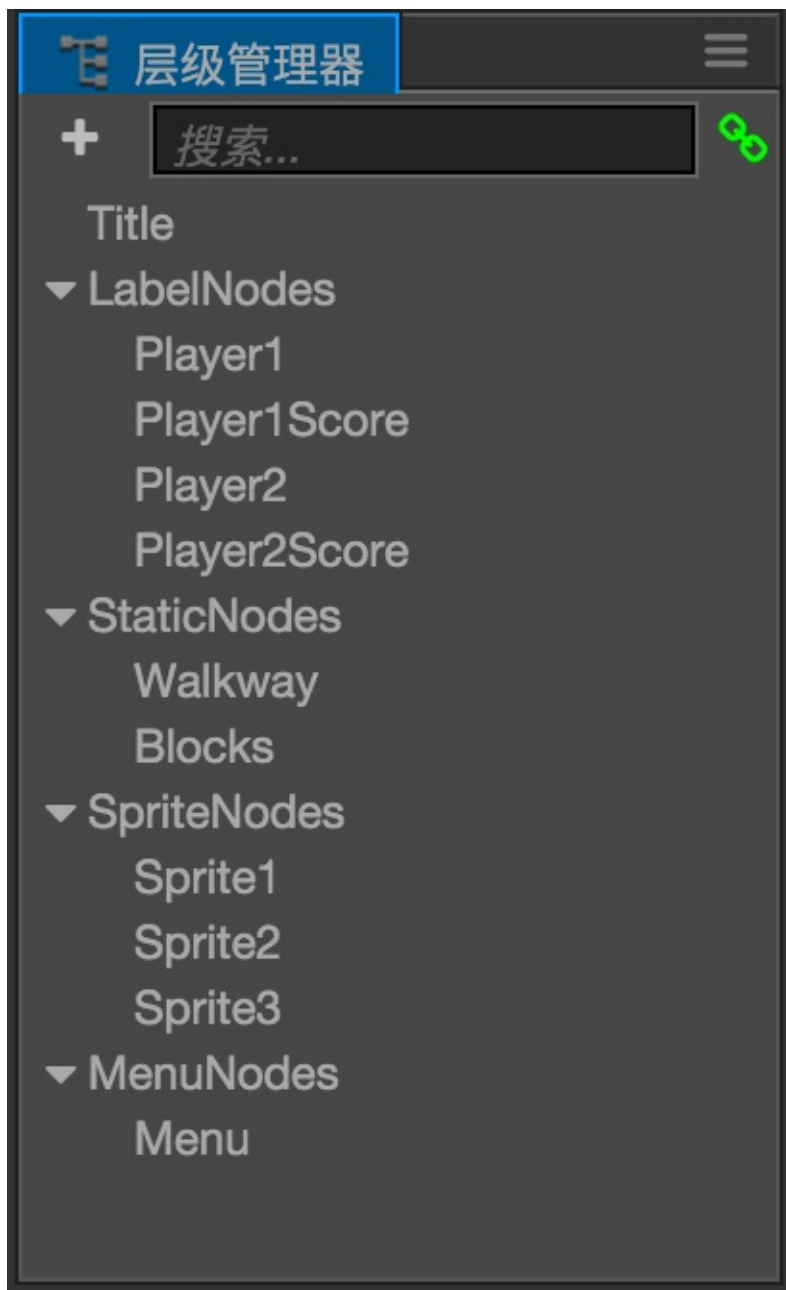 层级管理器
搜索...
Title
LabelNodes
Player1
Player1Score
Player2
Player2Score
StaticNodes
Walkway
Blocks
SpriteNodes
Sprite1
Sprite2
Sprite3
MenuNodes
Menu